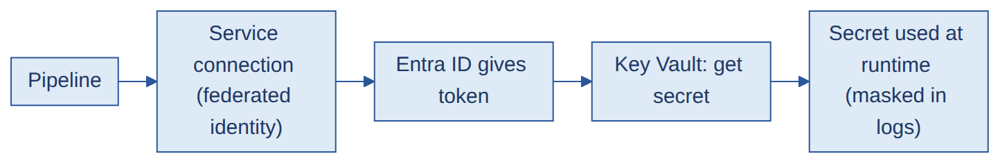 Pipeline
Service
connection
(federated
identity)
Entra ID gives
token
Key Vault: get
secret
Secret used at
runtime
(masked in
logs)